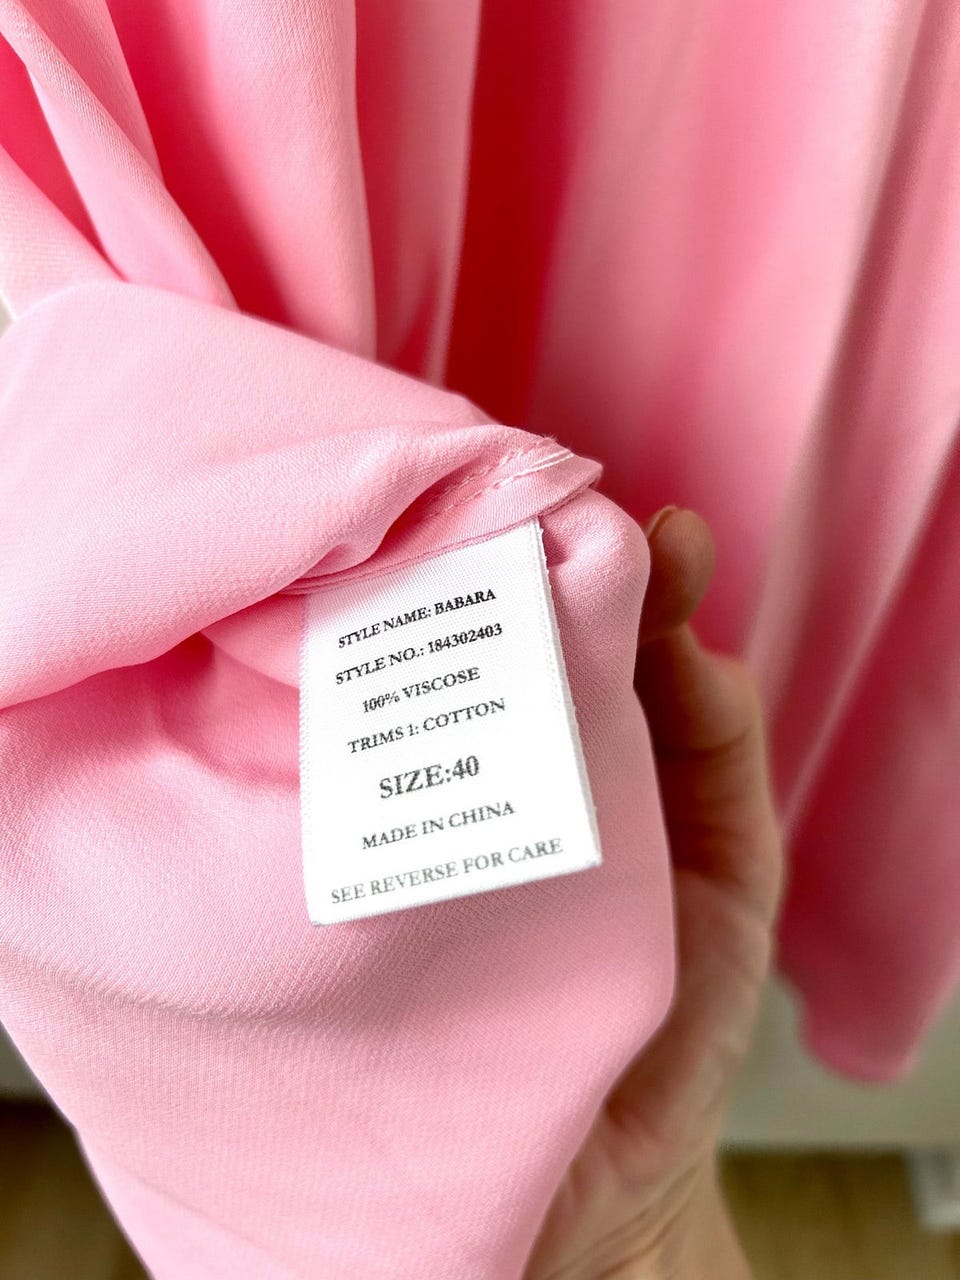 STYLE NAME: BABARA
STYLE NO.: 184302403
100% VISCOSE
TRIMS 1: COTTON
SIZE:40
MADE IN CHINA
SEE REVERSE FOR CARE